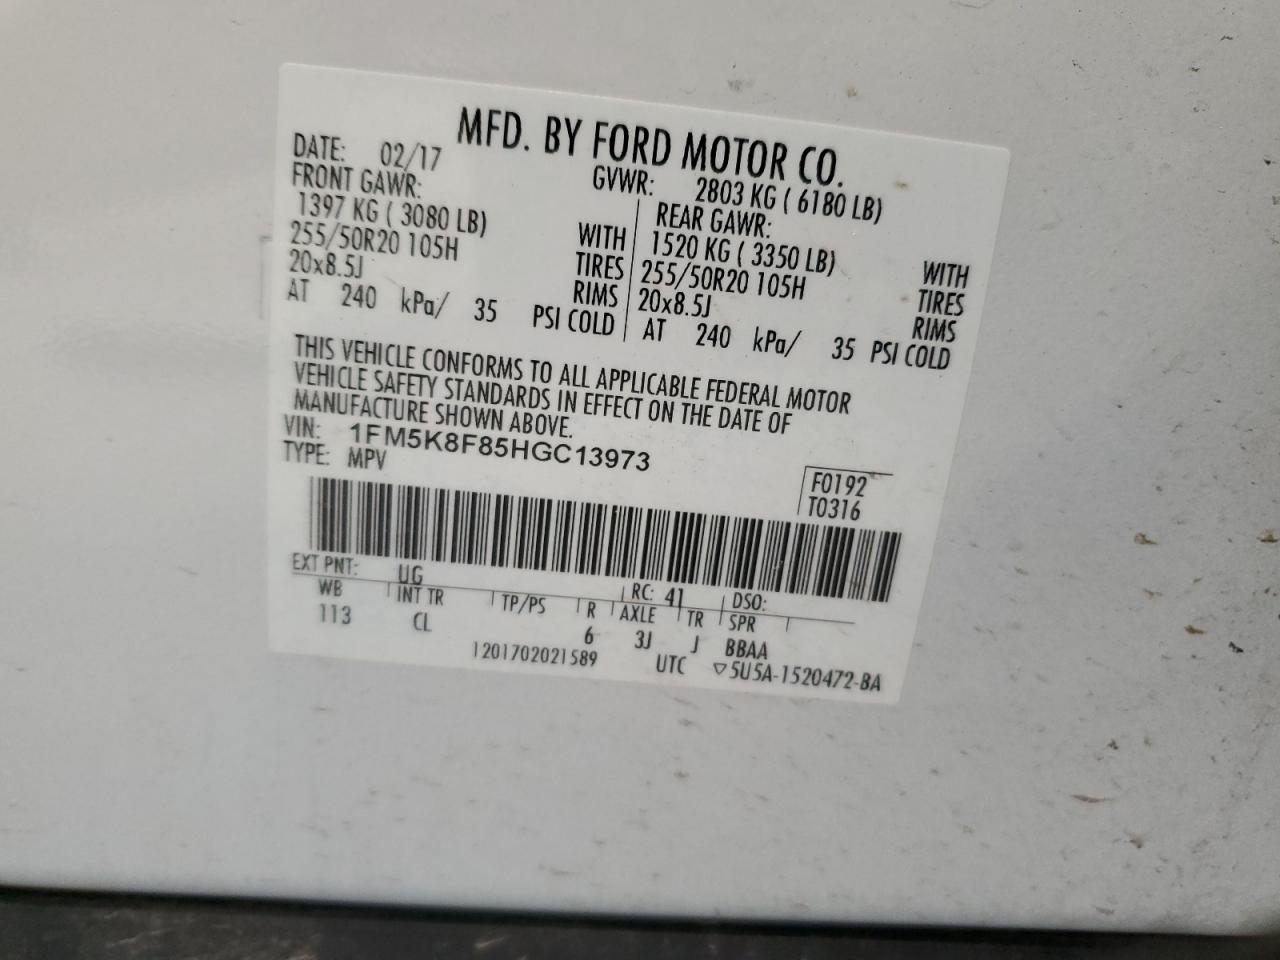 MFD. BY FORD MOTOR CO.
DATE: 02/17 GVWR: 2803 KG ( 6180 LB)
FRONT GAWR: REAR GAWR:
1397 KG ( 3080 LB) WITH 1520 KG ( 3350 LB) WITH
255/50R20 105H TIRES 255/50R20 105H TIRES
20x8.5J RIMS 20x8.5J RIMS
AT 240 kPa/ 35 PSI COLD AT 240 kPa/ 35 PSI COLD
THIS VEHICLE CONFORMS TO ALL APPLICABLE FEDERAL MOTOR
VEHICLE SAFETY STANDARDS IN EFFECT ON THE DATE OF
MANUFACTURE SHOWN ABOVE.
VIN: 1FM5K8F85HGC13973
TYPE: MPV
F0192
T0316
EXT PNT: UG RC: 41 DSO:
WB INT TR TP/PS R AXLE TR SPR
113 CL 6 3J J BBAA
1201702021589 UTC ▽5U5A-1520472-BA